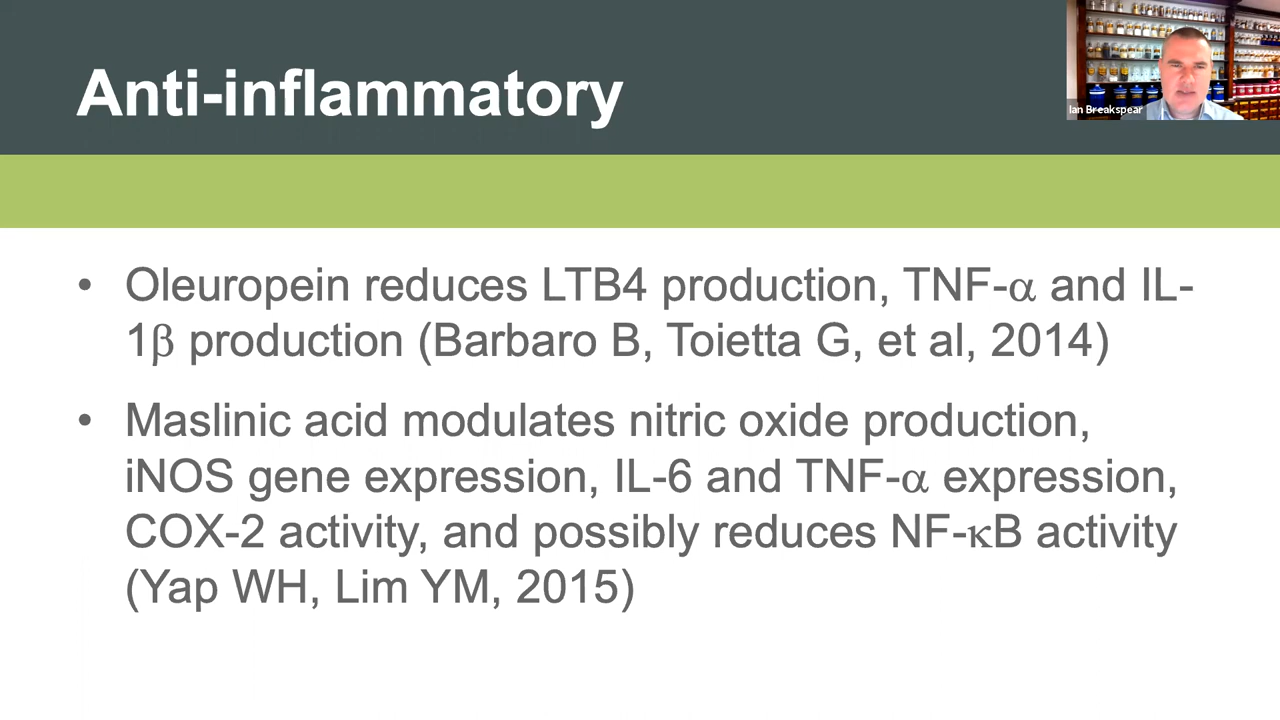 Anti-inflammatory
Ian Breakspear
• Oleuropein reduces LTB4 production, TNF-α and IL-
1β production (Barbaro B, Toietta G, et al, 2014)
• Maslinic acid modulates nitric oxide production,
iNOS gene expression, IL-6 and TNF-α expression,
COX-2 activity, and possibly reduces NF-κB activity
(Yap WH, Lim YM, 2015)